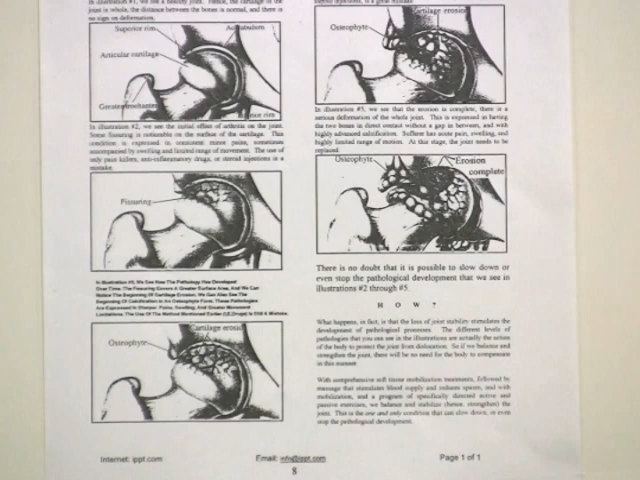 joint is whole, the distance between the bones is normal, and there is
no sign on deformation.
Superior rim
Acetabulum
Articular cartilage
Greater trochanter
rim
In illustration #2, we see the initial effect of arthritis on the joint.
Some fissuring is noticeable on the surface of the cartilage. This
condition is expressed in consistent minor pains, sometimes
accompanied by swelling and limited range of movement. The use of
only pain killers, anti-inflammatory drugs, or steroid injections is a
mistake.
Fissuring
In Illustration #3, We See How The Pathology Has Developed
Over Time. The Fissuring Covers A Greater Surface Area, And We Can
Notice The Beginning Of Cartilage Erosion. We Can Also See The
Beginning Of Calcification In An Osteophyte Form. These Pathologies
Are Expressed In Sharper Pains, Swelling, And Greater Movement
Limitations. The Use Of The Method Mentioned Earlier Is Still A Mistake.
Cartilage erosion
Osteophyte
Cartilage erosion
Osteophyte
In illustration #5, we see that the erosion is complete, there is a
serious deformation of the whole joint. This is expressed in having
the two bones in direct contact without a gap in between, and with
highly advanced calcification. Sufferer has acute pain, swelling, and
highly limited range of motion. At this stage, the joint needs to be
replaced.
Osteophyte
Erosion
complete
There is no doubt that it is possible to slow down or
even stop the pathological development that we see in
illustrations #2 through #5.
H O W ?
What happens, in fact, is that the loss of joint stability stimulates the
development of pathological processes. The different levels of
pathologies that you can see in the illustrations are actually the action
of the body to protect the joint from dislocation. So if we balance and
strengthen the joint, there will be no need for the body to compensate
in this manner.
With comprehensive soft tissue mobilization treatments, followed by
massage that stimulates blood supply and reduces spasm, and with
mobilization, and a program of specifically directed active and
passive exercises, we balance and stabilize (hence, strengthen) the
joint. This is the one and only condition that can slow down, or even
stop the pathological development.
Internet: ippt.com
Email: info@ippt.com
Page 1 of 1
8